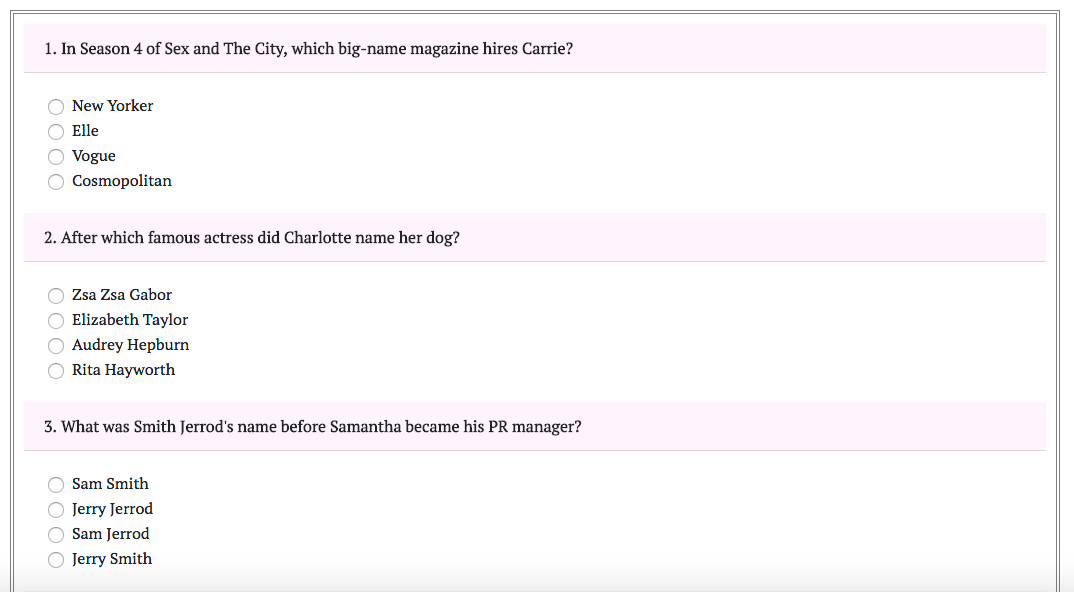 1. In Season 4 of Sex and The City, which big-name magazine hires Carrie?
New Yorker
Elle
Vogue
Cosmopolitan
2. After which famous actress did Charlotte name her dog?
Zsa Zsa Gabor
Elizabeth Taylor
Audrey Hepburn
Rita Hayworth
3. What was Smith Jerrod's name before Samantha became his PR manager?
Sam Smith
Jerry Jerrod
Sam Jerrod
Jerry Smith